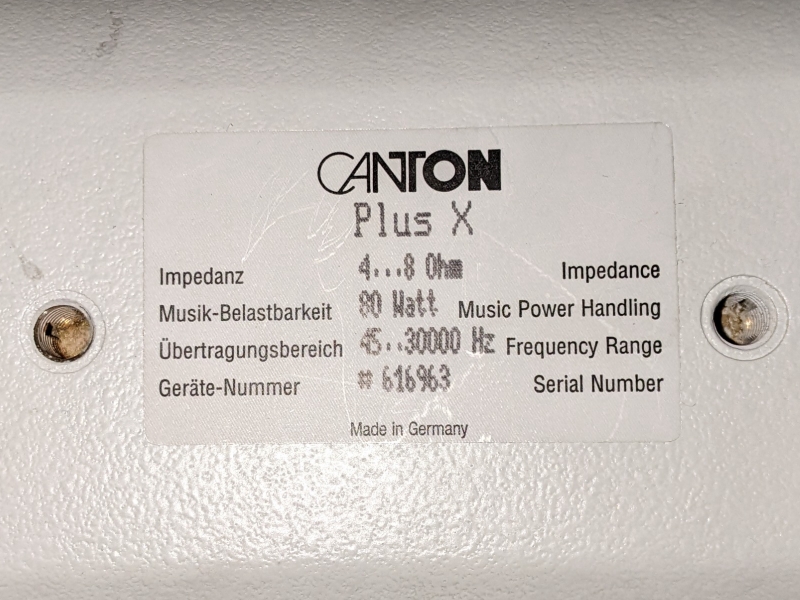 CANTON
Plus X
Impedanz 4...8 Ohm Impedance
Musik-Belastbarkeit 80 Watt Music Power Handling
Übertragungsbereich 45..30000 Hz Frequency Range
Geräte-Nummer # 616963 Serial Number
Made in Germany